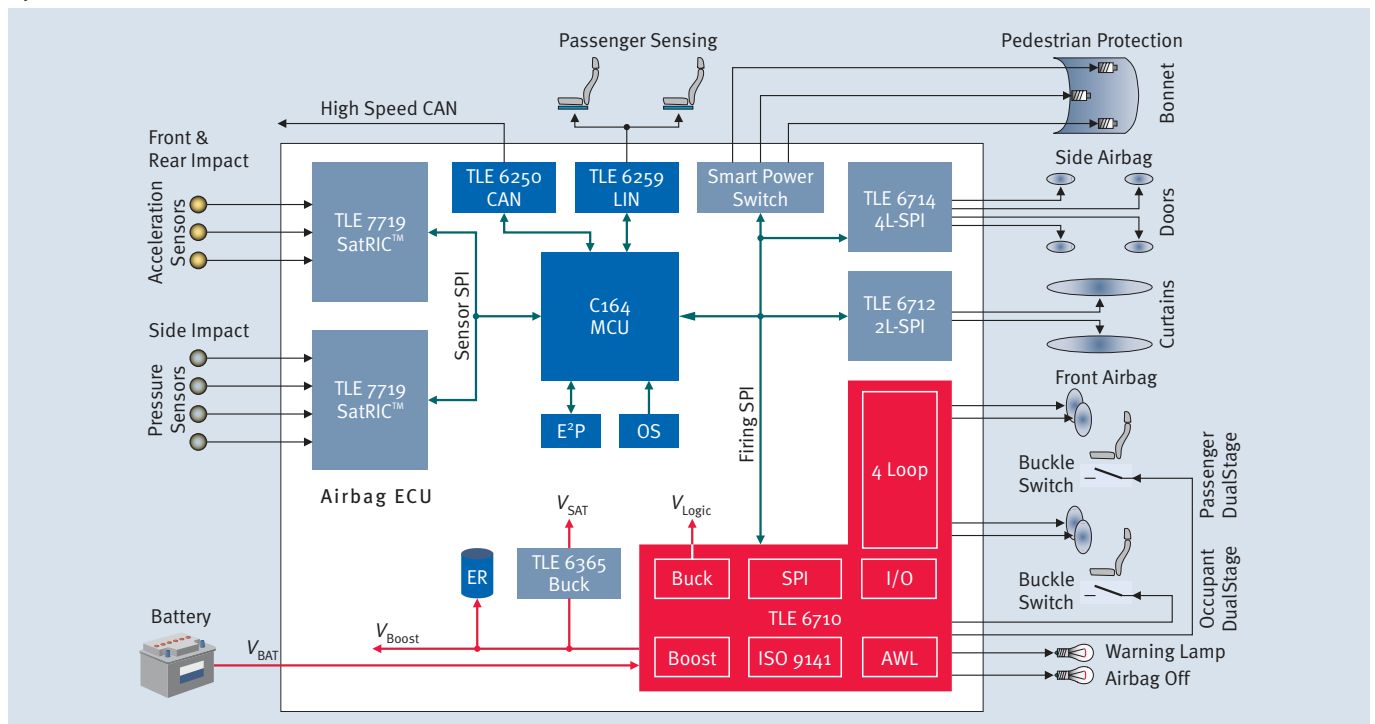 Passenger Sensing
Pedestrian Protection
Bonnet
High Speed CAN
Front &
Rear Impact
Acceleration
Sensors
TLE 7719
SatRIC™
TLE 6250
CAN
TLE 6259
LIN
Smart Power
Switch
TLE 6714
4L-SPI
Side Airbag
Doors
Sensor SPI
C164
MCU
TLE 6712
2L-SPI
Curtains
Side Impact
Pressure
Sensors
TLE 7719
SatRIC™
E²P
OS
Firing SPI
Front Airbag
4 Loop
Buckle
Switch
Passenger
DualStage
Airbag ECU
V_SAT
V_Logic
ER
TLE 6365
Buck
Buck
SPI
I/O
TLE 6710
Buckle
Switch
Occupant
DualStage
Battery
V_BAT
V_Boost
Boost
ISO 9141
AWL
Warning Lamp
Airbag Off